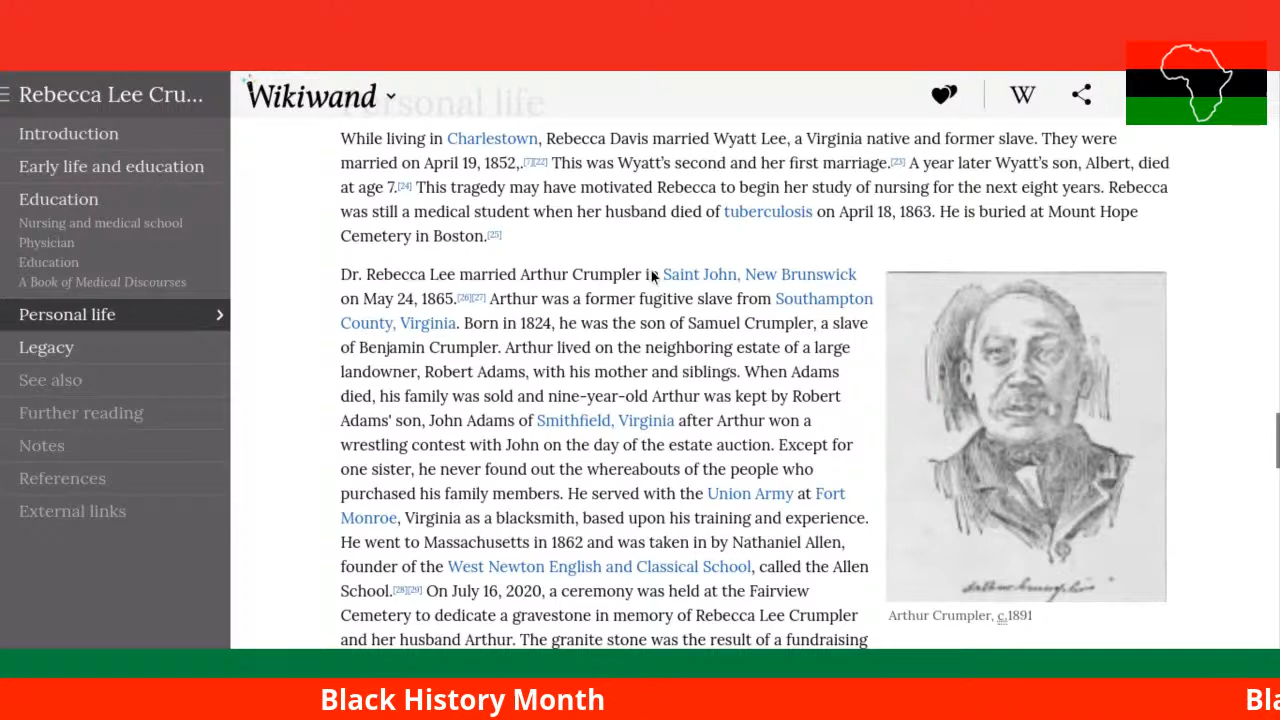 Rebecca Lee Cru...
Introduction
Early life and education
Education
Nursing and medical school
Physician
Education
A Book of Medical Discourses
Personal life
Legacy
See also
Further reading
Notes
References
External links
Wikiwand
W
Personal life
While living in Charlestown, Rebecca Davis married Wyatt Lee, a Virginia native and former slave. They were
married on April 19, 1852,.[7][22] This was Wyatt's second and her first marriage.[23] A year later Wyatt's son, Albert, died
at age 7.[24] This tragedy may have motivated Rebecca to begin her study of nursing for the next eight years. Rebecca
was still a medical student when her husband died of tuberculosis on April 18, 1863. He is buried at Mount Hope
Cemetery in Boston.[25]
Dr. Rebecca Lee married Arthur Crumpler in Saint John, New Brunswick
on May 24, 1865.[26][27] Arthur was a former fugitive slave from Southampton
County, Virginia. Born in 1824, he was the son of Samuel Crumpler, a slave
of Benjamin Crumpler. Arthur lived on the neighboring estate of a large
landowner, Robert Adams, with his mother and siblings. When Adams
died, his family was sold and nine-year-old Arthur was kept by Robert
Adams' son, John Adams of Smithfield, Virginia after Arthur won a
wrestling contest with John on the day of the estate auction. Except for
one sister, he never found out the whereabouts of the people who
purchased his family members. He served with the Union Army at Fort
Monroe, Virginia as a blacksmith, based upon his training and experience.
He went to Massachusetts in 1862 and was taken in by Nathaniel Allen,
founder of the West Newton English and Classical School, called the Allen
School.[28][29] On July 16, 2020, a ceremony was held at the Fairview
Cemetery to dedicate a gravestone in memory of Rebecca Lee Crumpler
and her husband Arthur. The granite stone was the result of a fundraising
Arthur Crumpler
Arthur Crumpler, c.1891
Black History Month
Bla